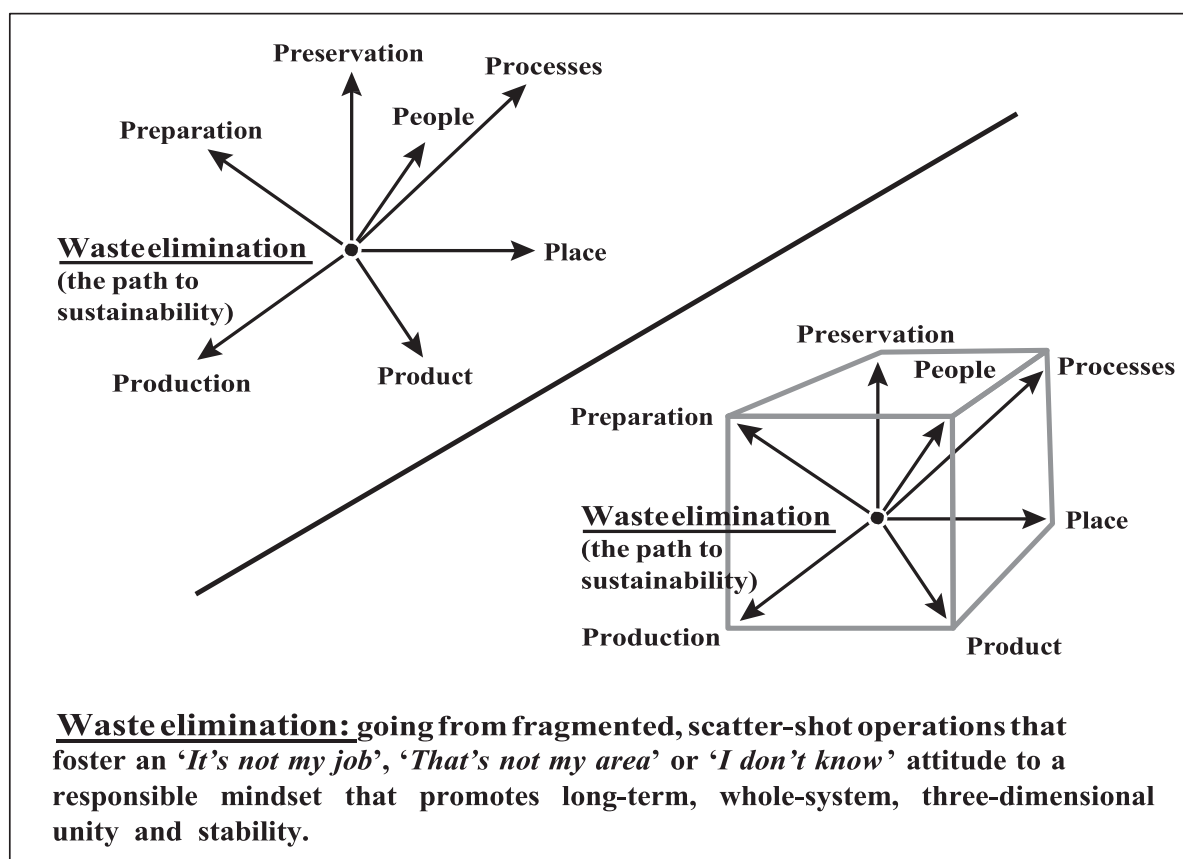 Preservation
Processes
People
Preparation
Waste elimination
(the path to
sustainability)
Place
Production
Product
Preservation
People
Processes
Preparation
Waste elimination
(the path to
sustainability)
Place
Production
Product
Waste elimination: going from fragmented, scatter-shot operations that
foster an ‘It’s not my job’, ‘That’s not my area’ or ‘I don’t know’ attitude to a
responsible mindset that promotes long-term, whole-system, three-dimensional
unity and stability.